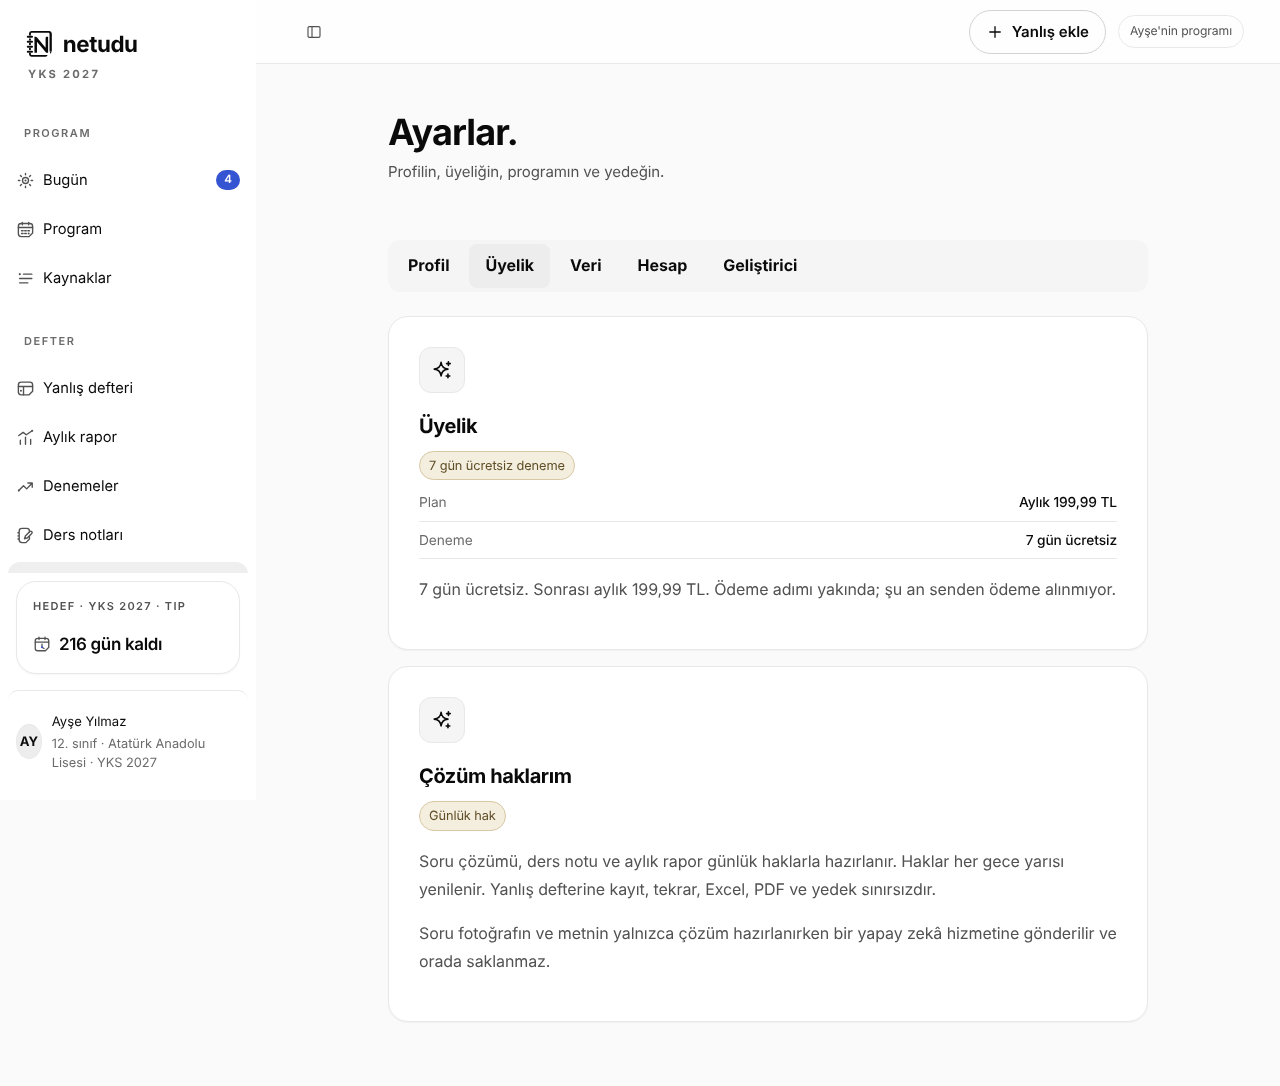 netudu
YKS 2027
PROGRAM
Bugün
4
Program
Kaynaklar
DEFTER
Yanlış defteri
Aylık rapor
Denemeler
Ders notları
HEDEF · YKS 2027 · TIP
216 gün kaldı
AY
Ayşe Yılmaz
12. sınıf · Atatürk Anadolu
Lisesi · YKS 2027
Yanlış ekle
Ayşe'nin programı
Ayarlar.
Profilin, üyeliğin, programın ve yedeğin.
Profil
Üyelik
Veri
Hesap
Geliştirici
Üyelik
7 gün ücretsiz deneme
Plan
Aylık 199,99 TL
Deneme
7 gün ücretsiz
7 gün ücretsiz. Sonrası aylık 199,99 TL. Ödeme adımı yakında; şu an senden ödeme alınmıyor.
Çözüm haklarım
Günlük hak
Soru çözümü, ders notu ve aylık rapor günlük haklarla hazırlanır. Haklar her gece yarısı
yenilenir. Yanlış defterine kayıt, tekrar, Excel, PDF ve yedek sınırsızdır.
Soru fotoğrafın ve metnin yalnızca çözüm hazırlanırken bir yapay zekâ hizmetine gönderilir ve
orada saklanmaz.